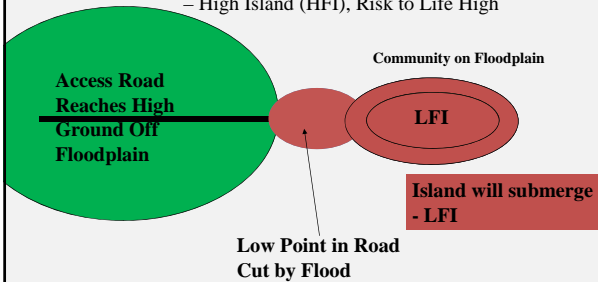 – High Island (HFI), Risk to Life High
Community on Floodplain
Access Road
Reaches High
Ground Off
Floodplain
LFI
Island will submerge
- LFI
Low Point in Road
Cut by Flood